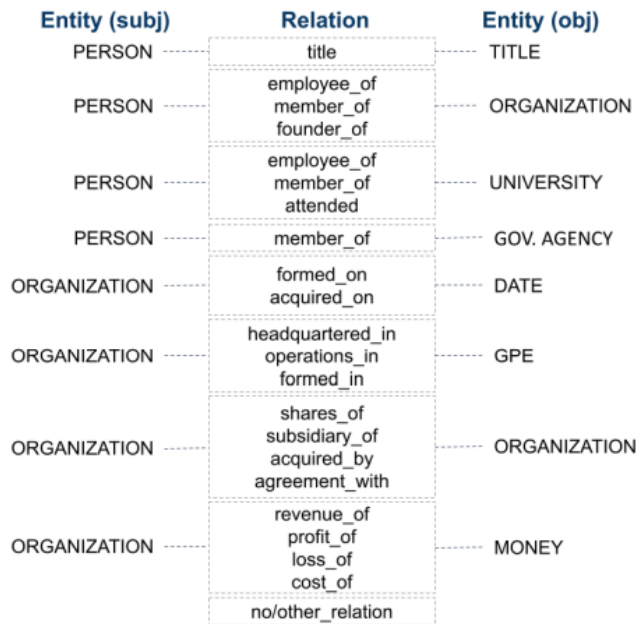 Entity (subj) Relation Entity (obj)
PERSON title TITLE
employee_of
PERSON member_of ORGANIZATION
founder_of
employee_of
PERSON member_of UNIVERSITY
attended
PERSON member_of GOV. AGENCY
formed_on
ORGANIZATION DATE
acquired_on
headquartered_in
ORGANIZATION operations_in GPE
formed_in
shares_of
subsidiary_of
ORGANIZATION ORGANIZATION
acquired_by
agreement_with
revenue_of
profit_of
ORGANIZATION MONEY
loss_of
cost_of
no/other_relation